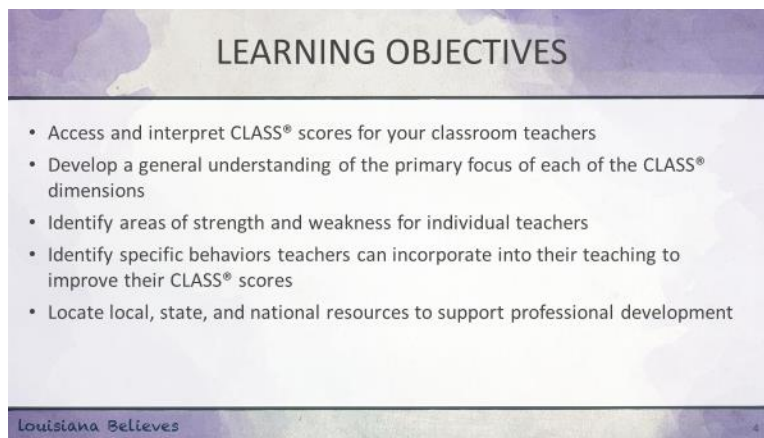 LEARNING OBJECTIVES
• Access and interpret CLASS® scores for your classroom teachers
• Develop a general understanding of the primary focus of each of the CLASS®
dimensions
• Identify areas of strength and weakness for individual teachers
• Identify specific behaviors teachers can incorporate into their teaching to
improve their CLASS® scores
• Locate local, state, and national resources to support professional development
Louisiana Believes
4